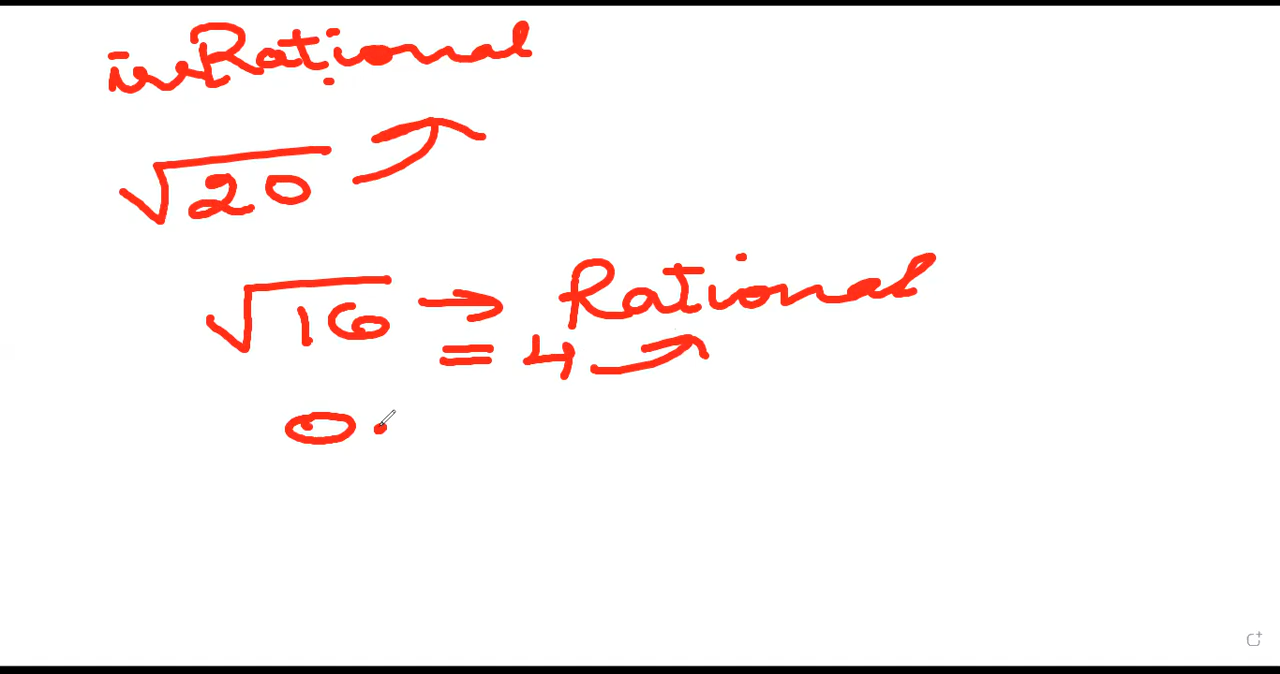 irRational
√20
√16 → Rational
= 4
0.